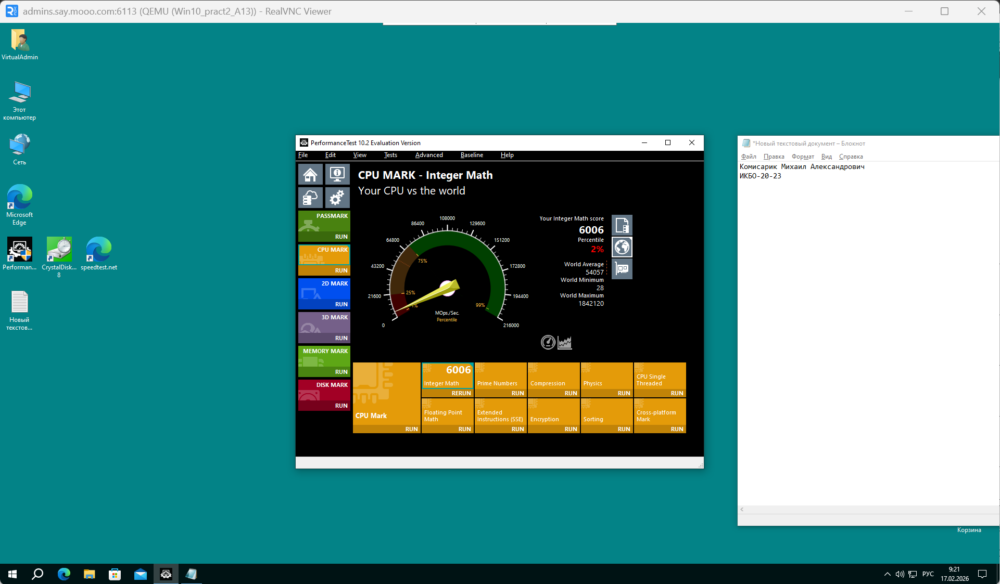 admins.say.mooo.com:6113 (QEMU (Win10_pract2_A13)) - RealVNC Viewer
VirtualAdmin
Этот
компьютер
Сеть
Microsoft
Edge
Performan...
CrystalDisk...
8
speedtest.net
Новый
текстов...
PerformanceTest 10.2 Evaluation Version
File Edit View Tests Advanced Baseline Help
CPU MARK - Integer Math
Your CPU vs the world
PASSMARK
RUN
CPU MARK
RUN
2D MARK
RUN
3D MARK
RUN
MEMORY MARK
RUN
DISK MARK
RUN
0
21600
43200
64800
86400
108000
129600
151200
172800
194400
216000
1%
25%
75%
99%
MOps./Sec.
Percentile
Your Integer Math score
6006
Percentile
2%
World Average
54057
World Minimum
28
World Maximum
1842120
CPU Mark
RUN
6006
Integer Math
RERUN
Prime Numbers
RUN
Compression
RUN
Physics
RUN
CPU Single
Threaded
RUN
Floating Point
Math
RUN
Extended
Instructions (SSE)
RUN
Encryption
RUN
Sorting
RUN
Cross-platform
Mark
RUN
*Новый текстовый документ – Блокнот
Файл Правка Формат Вид Справка
Комисарик Михаил Александрович
ИКБО-20-23
Корзина
РУС
9:21
17.02.2026